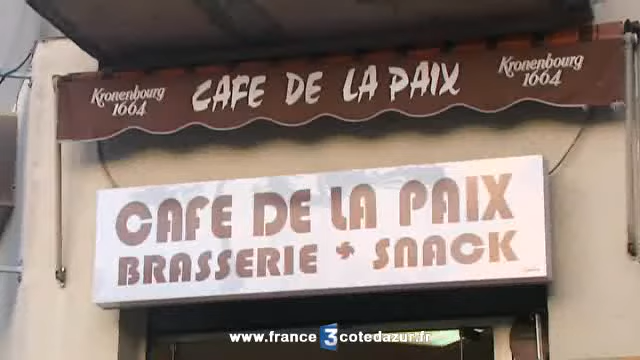 Kronenbourg
1664
CAFE DE LA PAIX
Kronenbourg
1664
CAFE DE LA PAIX
BRASSERIE SNACK
www.france3cotedazur.fr